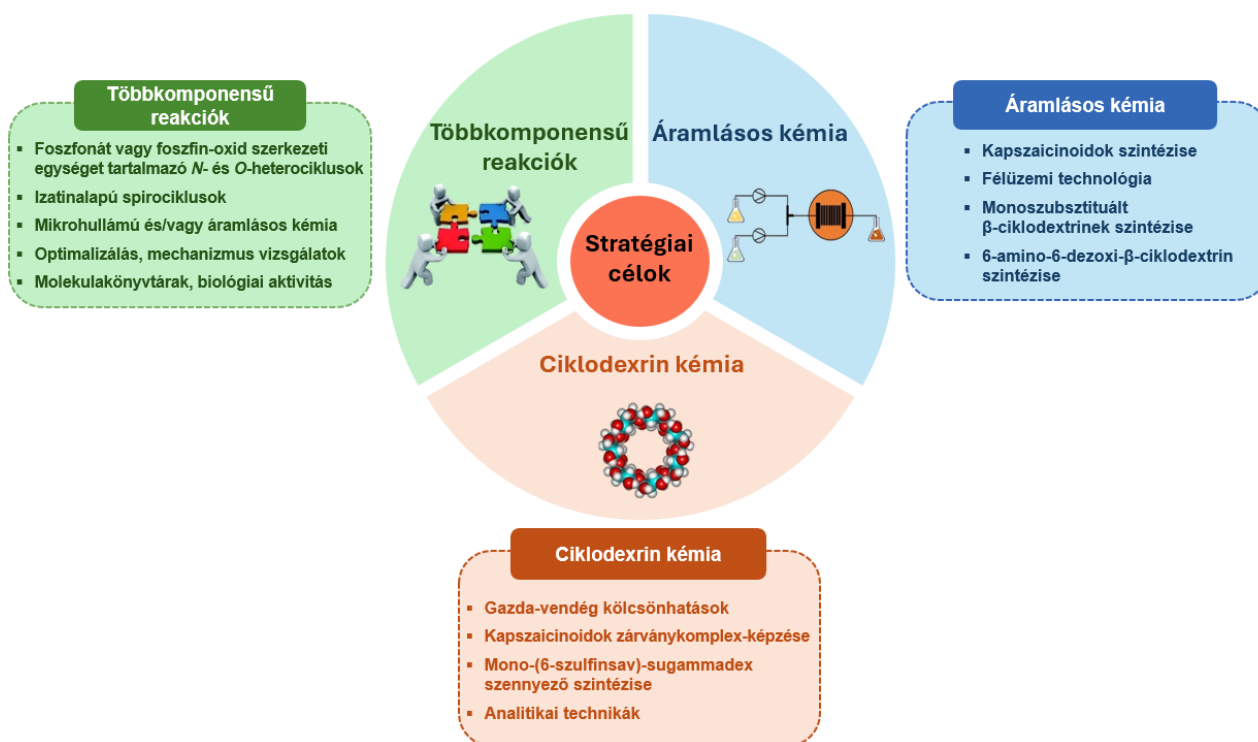 Többkomponensű
reakciók
Foszfonát vagy foszfin-oxid szerkezeti
egységet tartalmazó N- és O-heterociklusok
Izatinalapú spirociklusok
Mikrohullámú és/vagy áramlásos kémia
Optimalizálás, mechanizmus vizsgálatok
Molekulakönyvtárak, biológiai aktivitás
Többkomponensű
reakciók
Áramlásos kémia
Stratégiai
célok
Ciklodexrin kémia
Áramlásos kémia
Kapszaicinoidok szintézise
Félüzemi technológia
Monoszubsztituált
β-ciklodextrinek szintézise
6-amino-6-dezoxi-β-ciklodextrin
szintézise
Ciklodexrin kémia
Gazda-vendég kölcsönhatások
Kapszaicinoidok zárványkomplex-képzése
Mono-(6-szulfinsav)-sugammadex
szennyező szintézise
Analitikai technikák